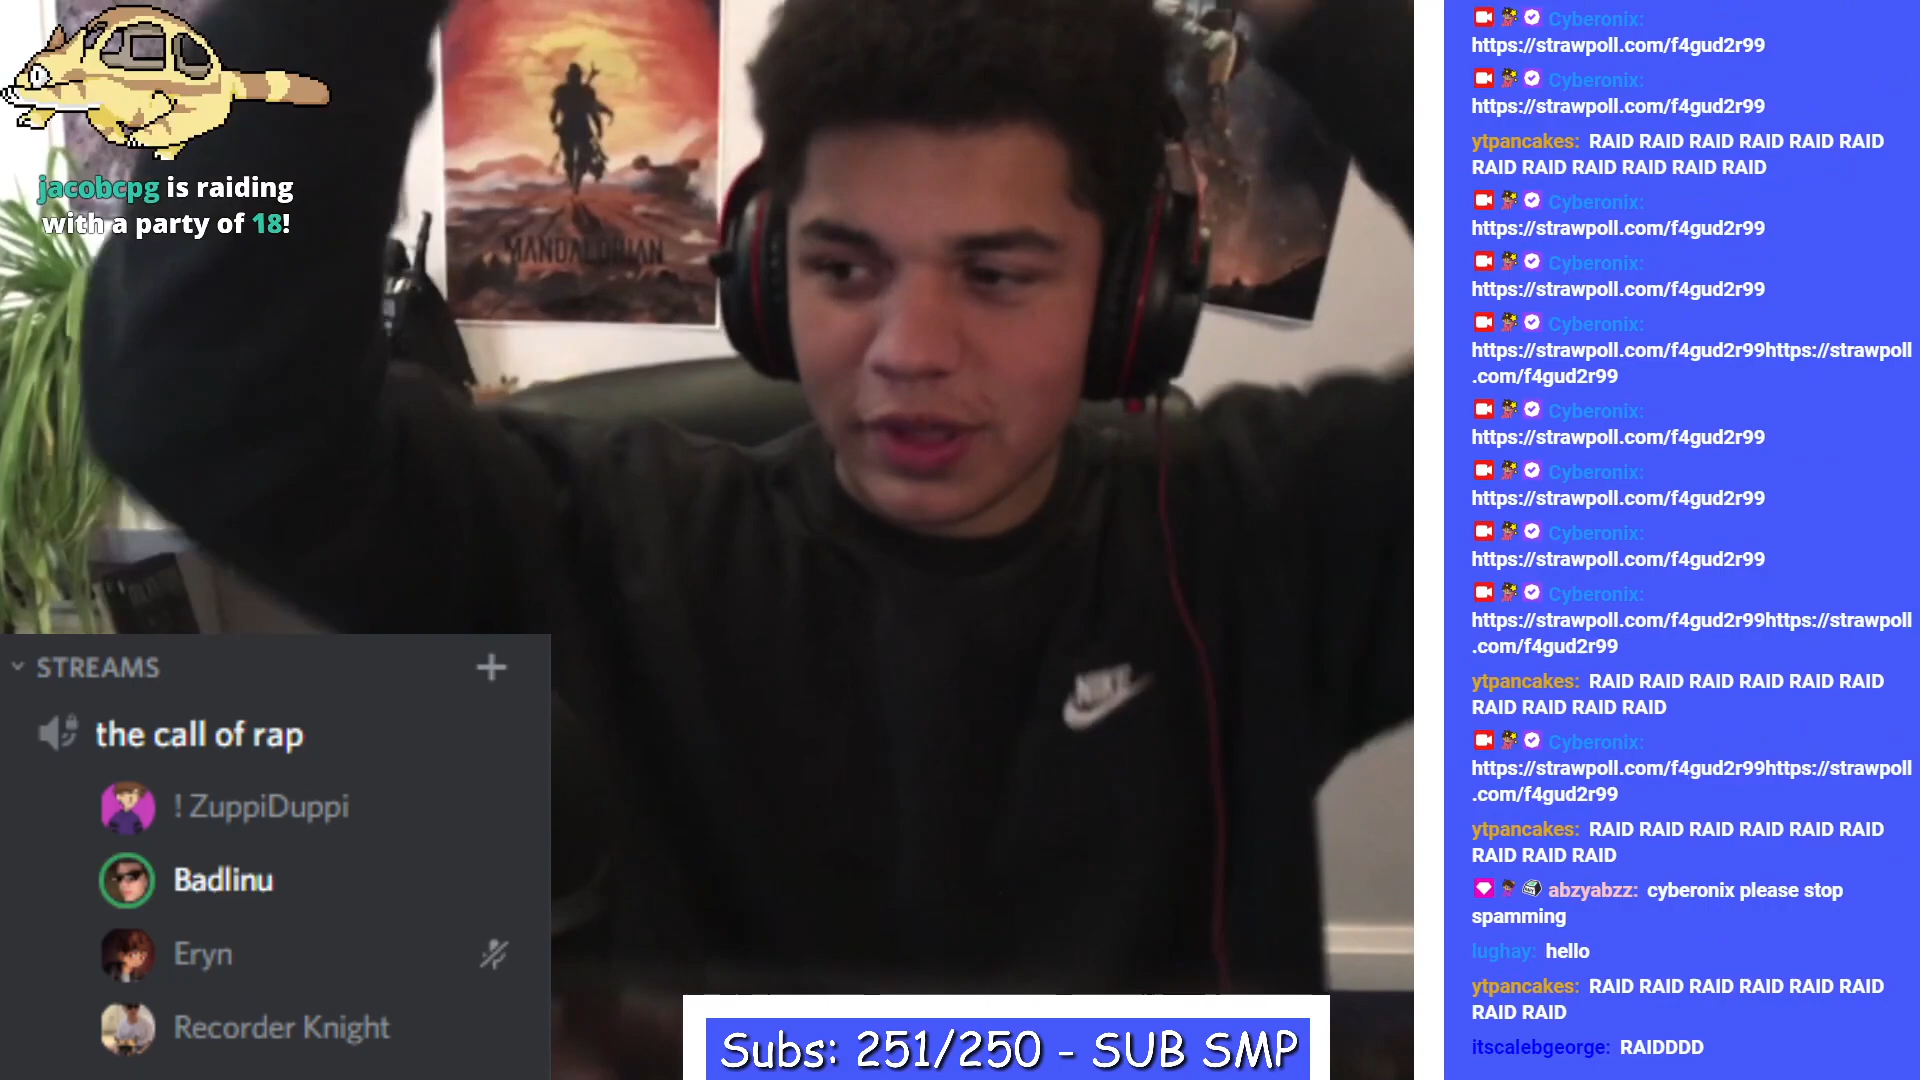 jacobcpg is raiding
with a party of 18!
MANDALORIAN
NIKE
STREAMS
the call of rap
! ZuppiDuppi
Badlinu
Eryn
Recorder Knight
Subs: 251/250 - SUB SMP
Cyberonix:
https://strawpoll.com/f4gud2r99
Cyberonix:
https://strawpoll.com/f4gud2r99
ytpancakes: RAID RAID RAID RAID RAID RAID
RAID RAID RAID RAID RAID RAID
Cyberonix:
https://strawpoll.com/f4gud2r99
Cyberonix:
https://strawpoll.com/f4gud2r99
Cyberonix:
https://strawpoll.com/f4gud2r99https://strawpoll
.com/f4gud2r99
Cyberonix:
https://strawpoll.com/f4gud2r99
Cyberonix:
https://strawpoll.com/f4gud2r99
Cyberonix:
https://strawpoll.com/f4gud2r99
Cyberonix:
https://strawpoll.com/f4gud2r99https://strawpoll
.com/f4gud2r99
ytpancakes: RAID RAID RAID RAID RAID RAID
RAID RAID RAID RAID
Cyberonix:
https://strawpoll.com/f4gud2r99https://strawpoll
.com/f4gud2r99
ytpancakes: RAID RAID RAID RAID RAID RAID
RAID RAID RAID
abzyabzz: cyberonix please stop
spamming
lughay: hello
ytpancakes: RAID RAID RAID RAID RAID RAID
RAID RAID
itscalebgeorge: RAIDDDD